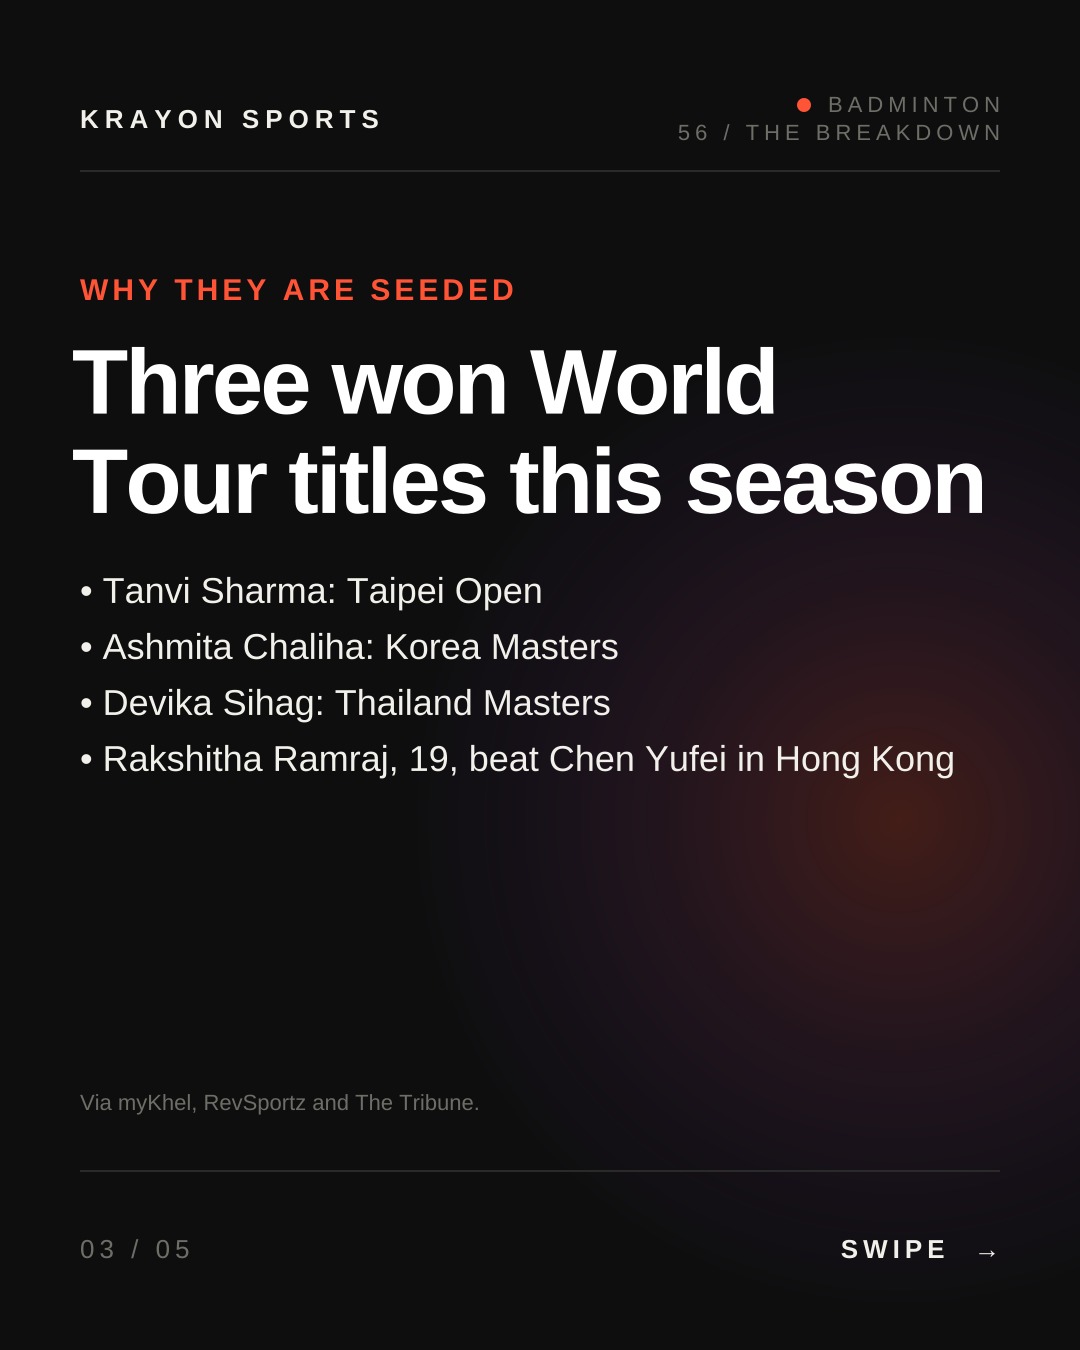 KRAYON SPORTS
● BADMINTON
56 / THE BREAKDOWN
WHY THEY ARE SEEDED
Three won World
Tour titles this season
• Tanvi Sharma: Taipei Open
• Ashmita Chaliha: Korea Masters
• Devika Sihag: Thailand Masters
• Rakshitha Ramraj, 19, beat Chen Yufei in Hong Kong
Via myKhel, RevSportz and The Tribune.
03 / 05
SWIPE →